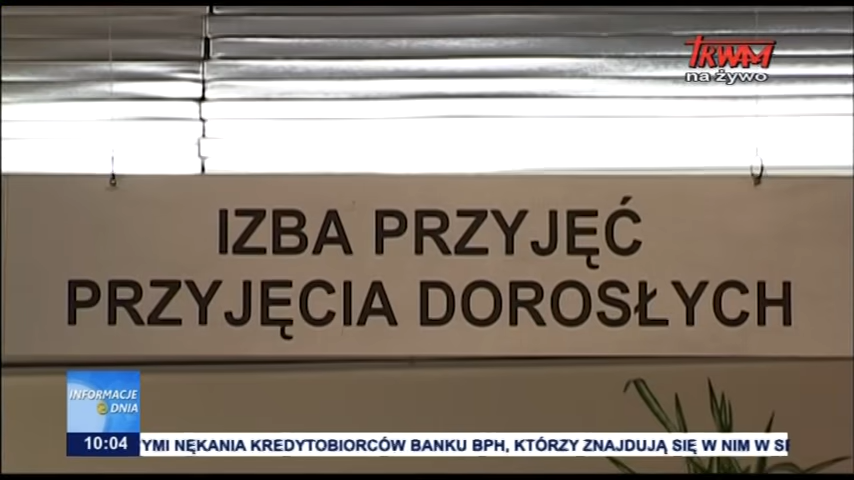 TRWAM
na żywo
IZBA PRZYJĘĆ
PRZYJĘCIA DOROSŁYCH
INFORMACJE
DNIA
10:04
NĘKANIA KREDYTOBIORCÓW BANKU BPH, KTÓRZY ZNAJDUJĄ SIĘ W NIM W